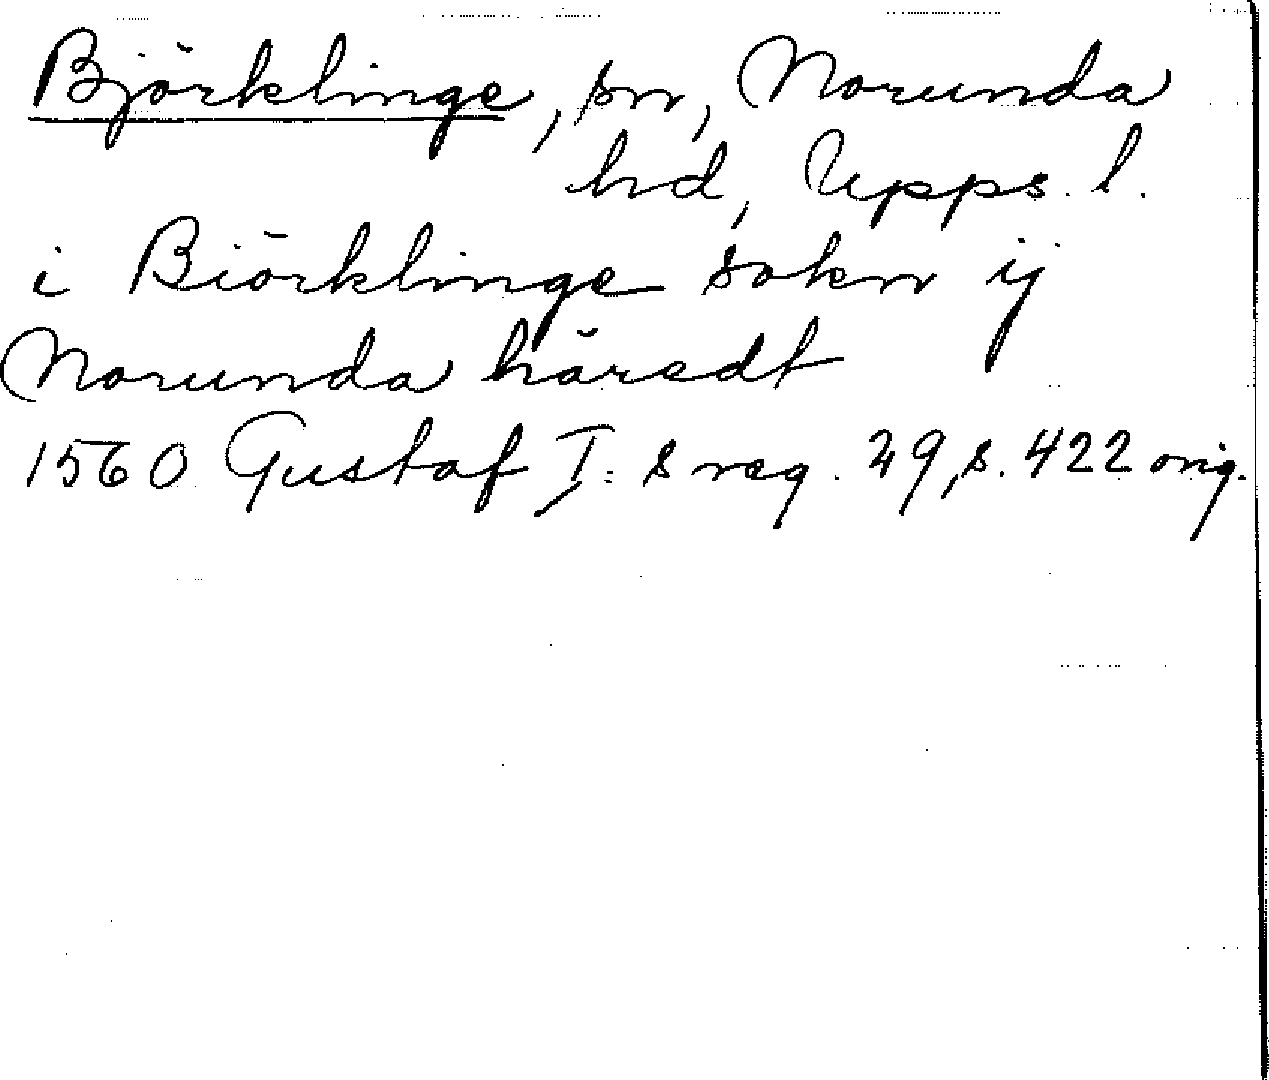 Björklinge, sn, Norunda
hd, Upps. l.
i Biörklinge sokn ij
Norunda häredt
1560 Gustaf I:s reg. 29, s. 422 orig.